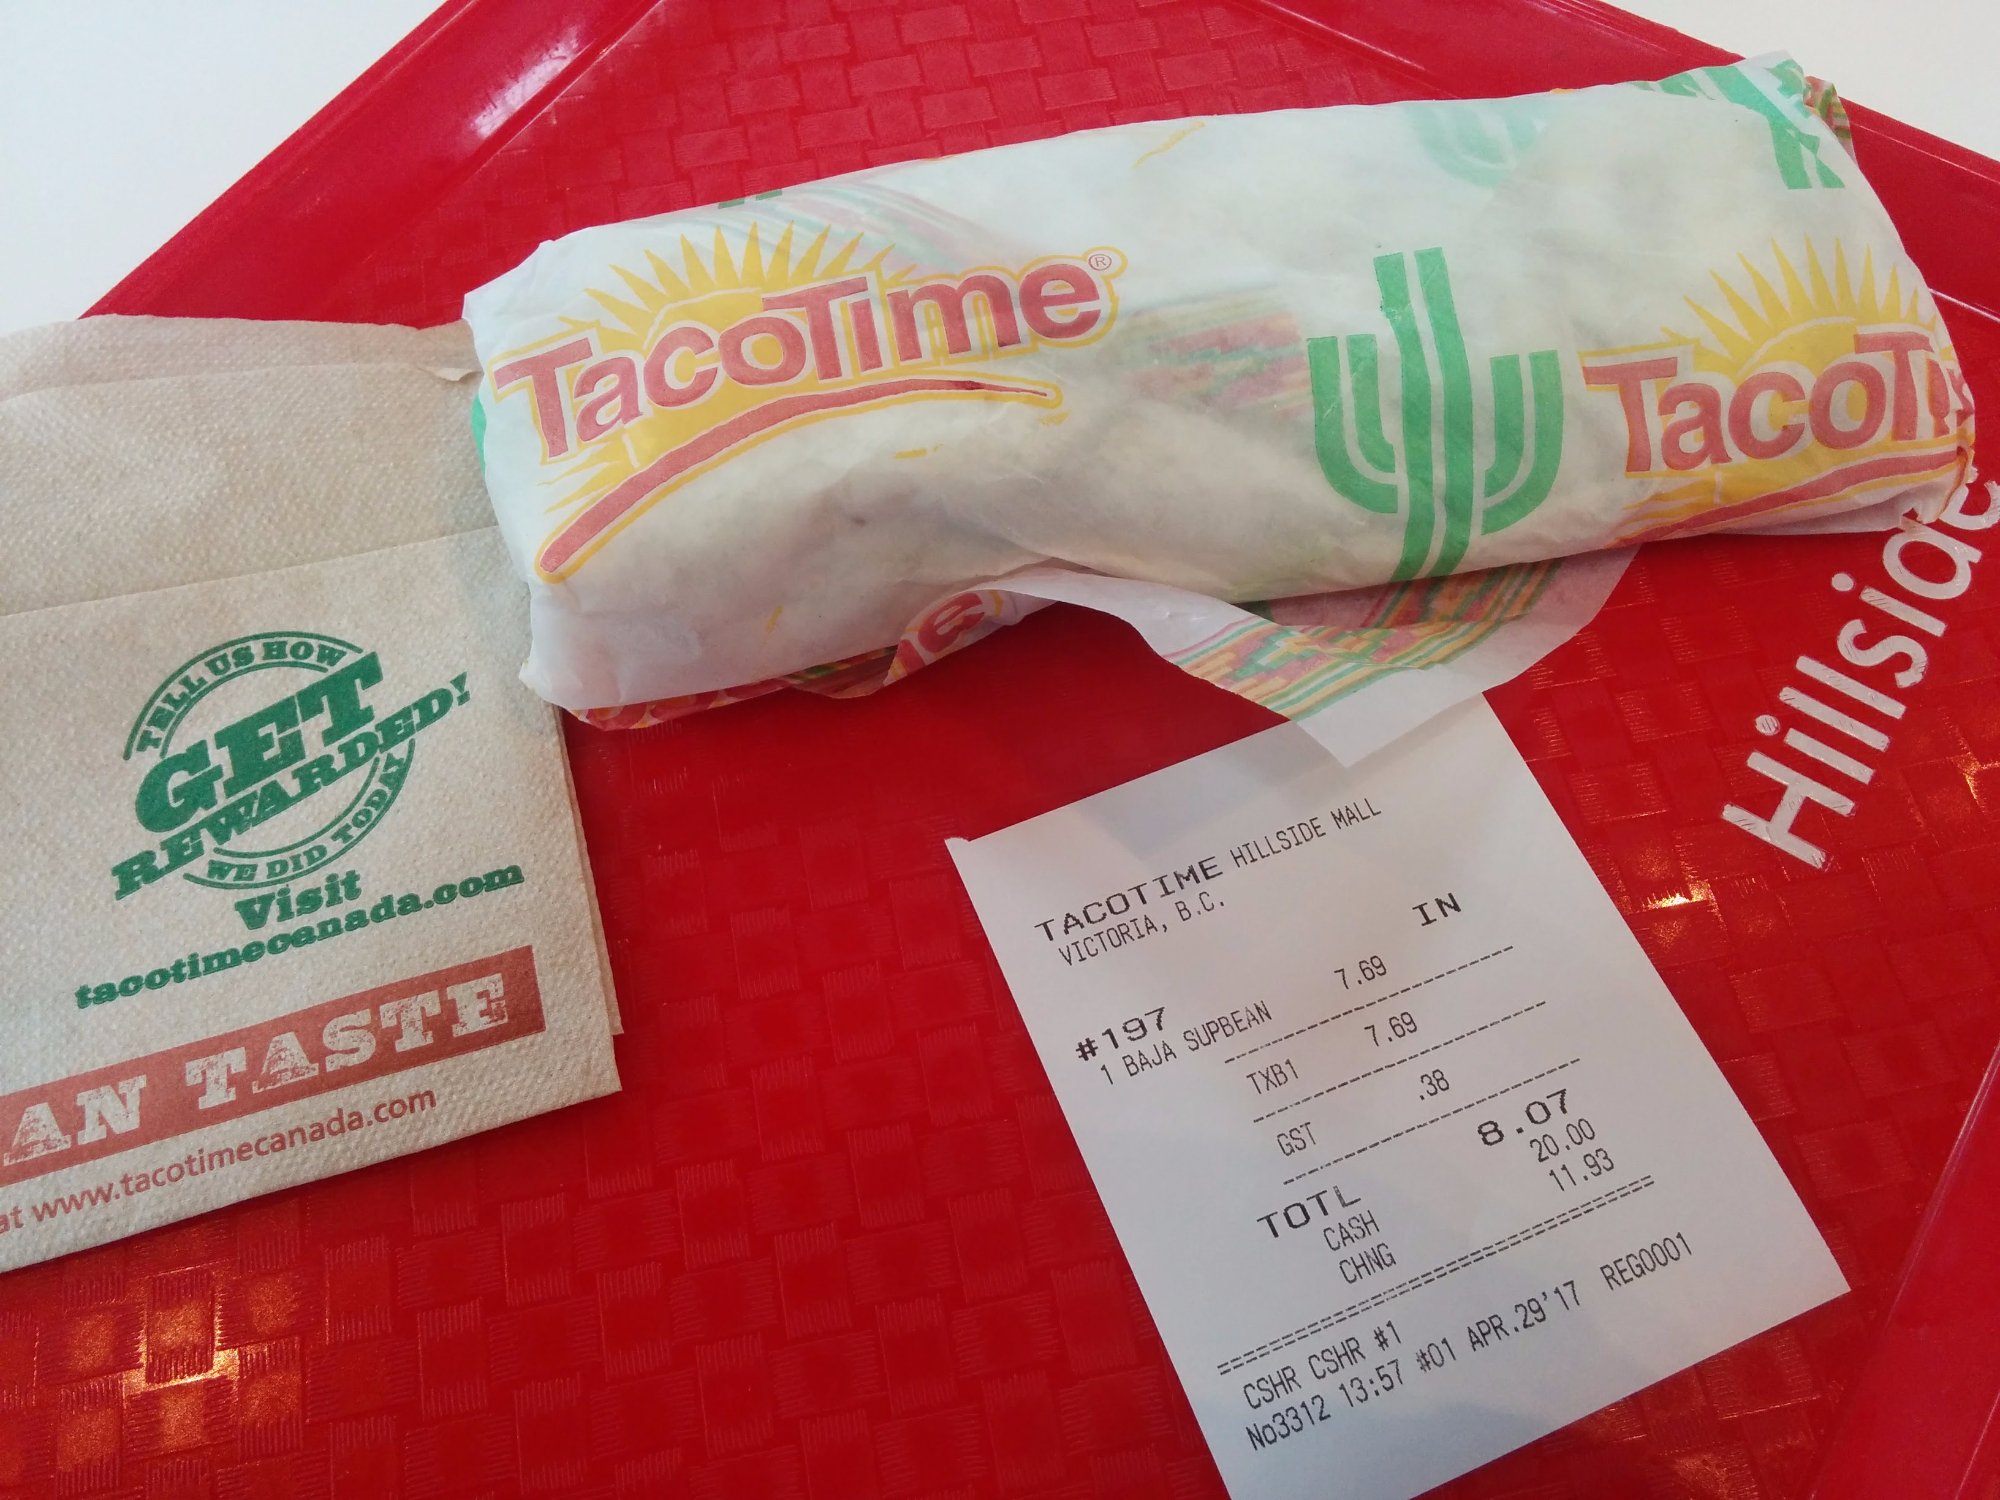 TacoTime®
TacoTi
e
Hillside
TELL US HOW
GET
REWARDED!
WE DID TODAY
Visit
tacotimecanada.com
AN TASTE
at www.tacotimecanada.com
TACOTIME HILLSIDE MALL
VICTORIA, B.C.
IN
#197
1 BAJA SUPBEAN 7.69
TXB1 7.69
GST .38
TOTL 8.07
CASH 20.00
CHNG 11.93
CSHR CSHR #1
No3312 13:57 #01 APR.29'17 REG0001